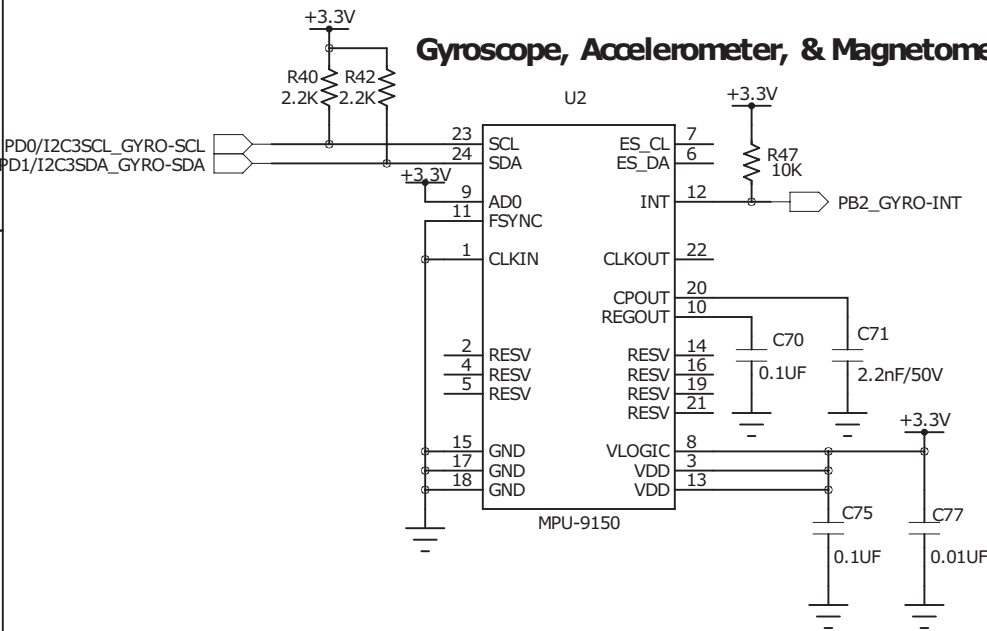 +3.3V
Gyroscope, Accelerometer, & Magnetome
R40 R42
2.2K 2.2K
U2
+3.3V
R47
10K
PD0/I2C3SCL_GYRO-SCL
PD1/I2C3SDA_GYRO-SDA
+3.3V
23 SCL
24 SDA
9 AD0
11 FSYNC
1 CLKIN
2 RESV
4 RESV
5 RESV
15 GND
17 GND
18 GND
ES_CL 7
ES_DA 6
INT 12
PB2_GYRO-INT
CLKOUT 22
CPOUT 20
REGOUT 10
RESV 14
RESV 16
RESV 19
RESV 21
VLOGIC 8
VDD 3
VDD 13
MPU-9150
C70
0.1UF
C71
2.2nF/50V
+3.3V
C75
0.1UF
C77
0.01UF